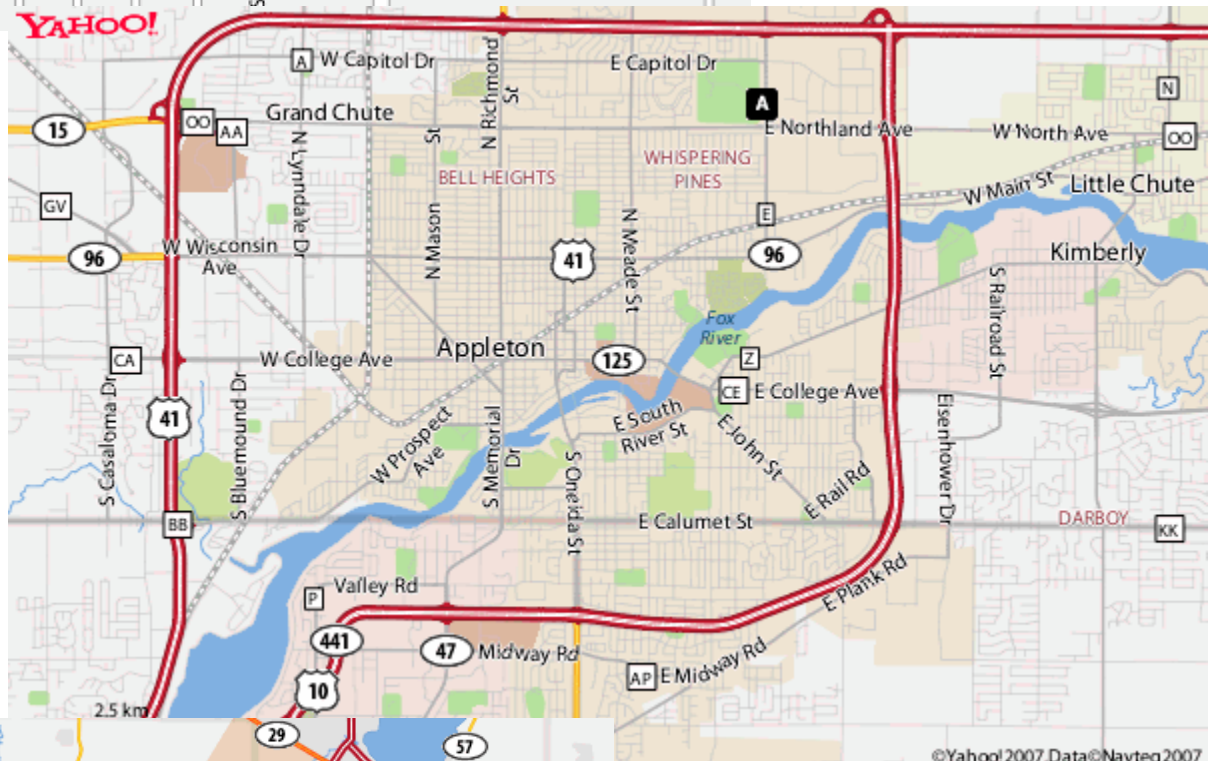 YAHOO!
A
W Capitol Dr
E Capitol Dr
N Richmond
St
N
15
OO
AA
Grand Chute
A
E Northland Ave
W North Ave
OO
St
N Lynndale Dr
BELL HEIGHTS
WHISPERING
PINES
W Main St
Little Chute
GV
E
96
W Wisconsin
Ave
N Mason
41
N Meade St
96
Kimberly
S Railroad St
Fox
River
CA
W College Ave
Appleton
125
Z
CE
E College Ave
41
S Casaloma Dr
S Bluemound Dr
W Prospect
Ave
S Memorial
Dr
E South
River St
E John St
Eisenhower Dr
S Oneida St
E Rail Rd
BB
E Calumet St
DARBOY
KK
Valley Rd
P
E Plank Rd
441
47
Midway Rd
AP
E Midway Rd
10
2.5 km
29
57
©Yahoo!2007,Data©Navteq2007